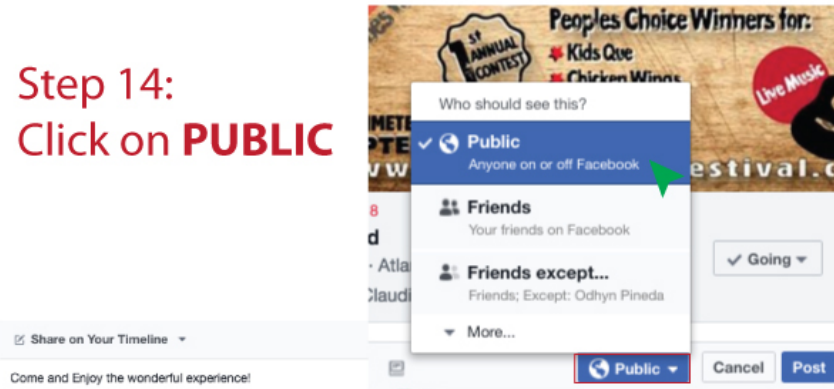 Step 14:
Click on PUBLIC
Peoples Choice Winners for:
1st
ANNUAL
CONTEST
Kids Que
Chicken Wings
Live Music
Who should see this?
Public
Anyone on or off Facebook
Friends
Your friends on Facebook
Going
Friends except...
Friends; Except: Odhyn Pineda
More...
Share on Your Timeline
Come and Enjoy the wonderful experience!
Public
Cancel
Post